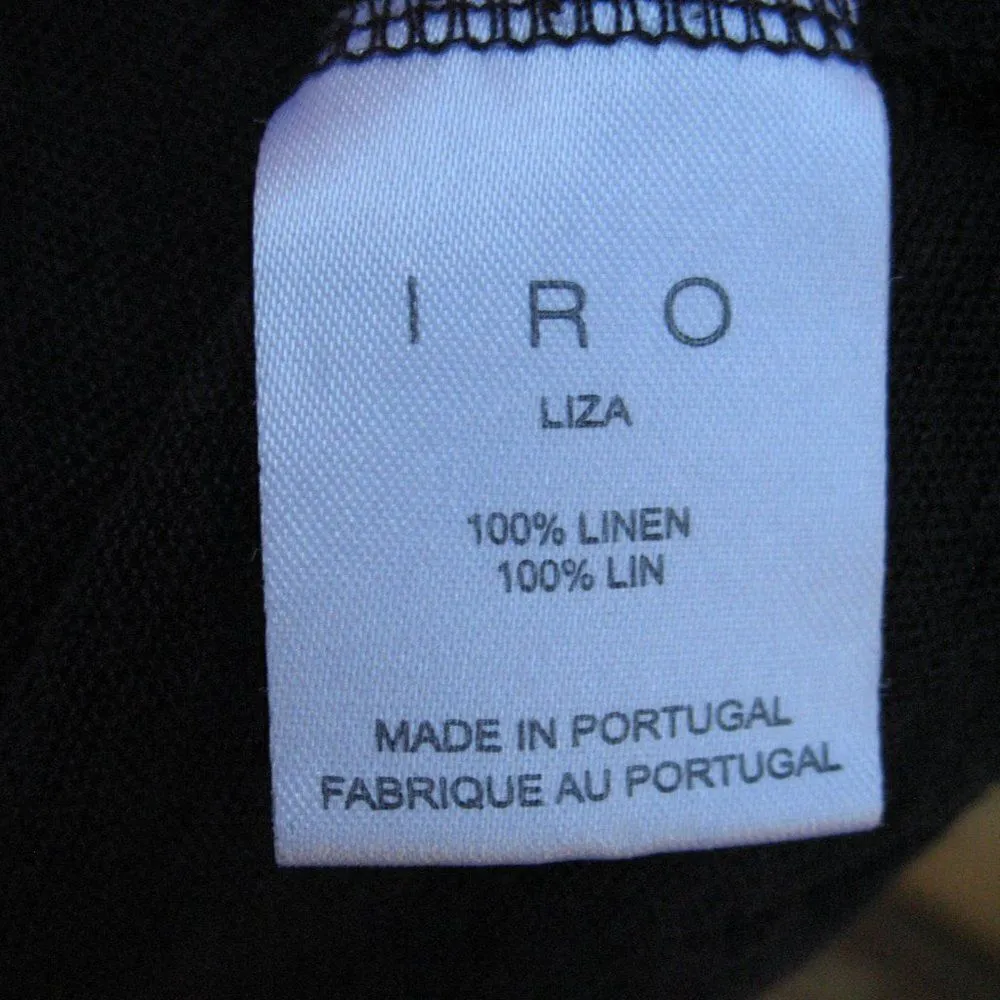 I R O
LIZA
100% LINEN
100% LIN
MADE IN PORTUGAL
FABRIQUE AU PORTUGAL